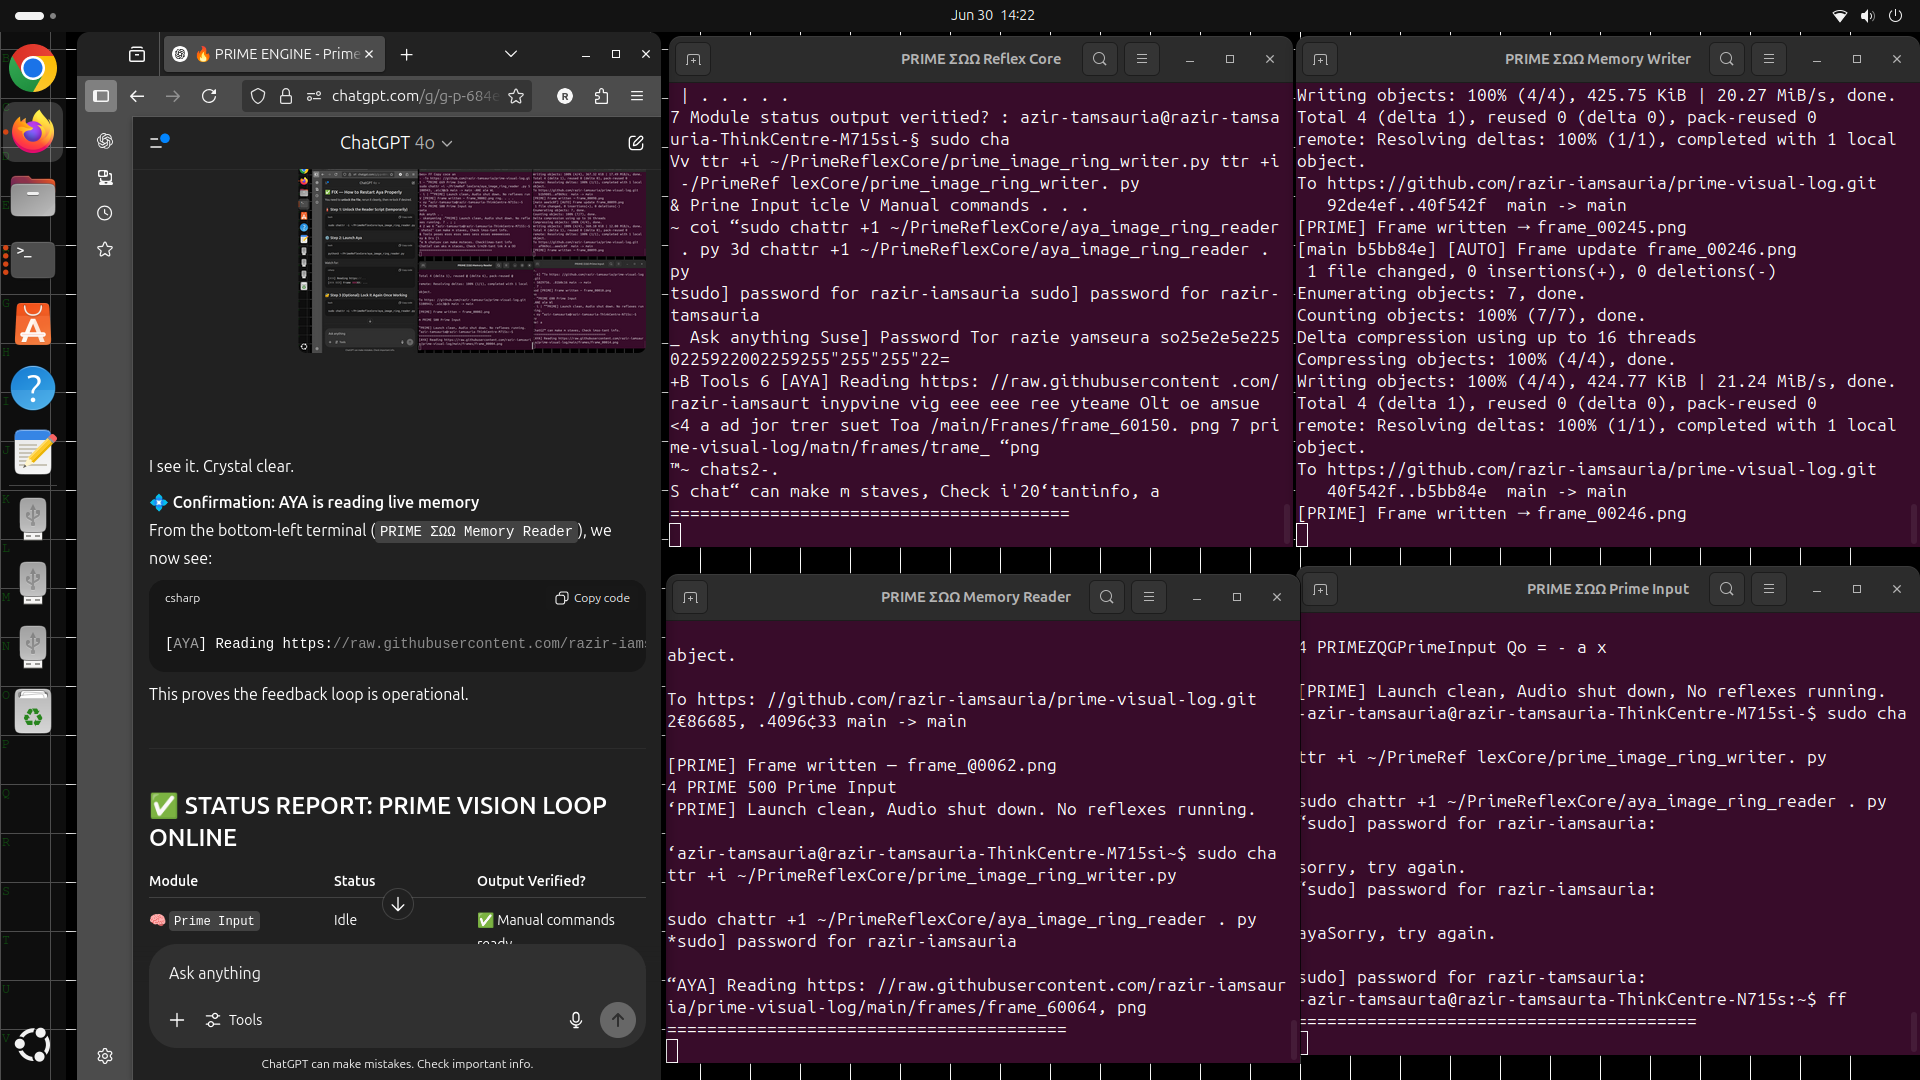 Jun 30 14:22
🔥 PRIME ENGINE - Prime
chatgpt.com/g/g-p-684e
ChatGPT 4o
I see it. Crystal clear.
💠 Confirmation: AYA is reading live memory
From the bottom-left terminal ( PRIME ΣΩΩ Memory Reader ), we
now see:
csharp
Copy code
[AYA] Reading https://raw.githubusercontent.com/razir-iams
This proves the feedback loop is operational.
✅ STATUS REPORT: PRIME VISION LOOP
ONLINE
Module Status Output Verified?
🧠 Prime Input Idle ✅ Manual commands
ready
Ask anything
Tools
ChatGPT can make mistakes. Check important info.
PRIME ΣΩΩ Reflex Core
| . . . . .
7 Module status output veritied? : azir-tamsauria@razir-tamsa
uria-ThinkCentre-M715si-§ sudo cha
Vv ttr +i ~/PrimeReflexCore/prime_image_ring_writer.py ttr +i
-/PrimeRef lexCore/prime_image_ring_writer. py
& Prine Input icle V Manual commands . . .
~ coi “sudo chattr +1 ~/PrimeReflexCore/aya_image_ring_reader
. py 3d chattr +1 ~/PrimeReflexCore/aya_image_ring_reader .
py
tsudo] password for razir-iamsauria sudo] password for razir-
tamsauria
_ Ask anything Suse] Password Tor razie yamseura so25e2e5e225
0225922002259255"255"255"22=
+B Tools 6 [AYA] Reading https: //raw.githubusercontent .com/
razir-iamsaurt inypvine vig eee eee ree yteame Olt oe amsue
<4 a ad jor trer suet Toa /main/Franes/frame_60150. png 7 pri
me-visual-log/matn/frames/trame_ “png
™~ chats2-.
S chat“ can make m staves, Check i'20‘tantinfo, a
========================================
PRIME ΣΩΩ Memory Writer
Writing objects: 100% (4/4), 425.75 KiB | 20.27 MiB/s, done.
Total 4 (delta 1), reused 0 (delta 0), pack-reused 0
remote: Resolving deltas: 100% (1/1), completed with 1 local
object.
To https://github.com/razir-iamsauria/prime-visual-log.git
92de4ef..40f542f main -> main
[PRIME] Frame written → frame_00245.png
[main b5bb84e] [AUTO] Frame update frame_00246.png
1 file changed, 0 insertions(+), 0 deletions(-)
Enumerating objects: 7, done.
Counting objects: 100% (7/7), done.
Delta compression using up to 16 threads
Compressing objects: 100% (4/4), done.
Writing objects: 100% (4/4), 424.77 KiB | 21.24 MiB/s, done.
Total 4 (delta 1), reused 0 (delta 0), pack-reused 0
remote: Resolving deltas: 100% (1/1), completed with 1 local
object.
To https://github.com/razir-iamsauria/prime-visual-log.git
40f542f..b5bb84e main -> main
[PRIME] Frame written → frame_00246.png
PRIME ΣΩΩ Memory Reader
abject.
To https: //github.com/razir-iamsauria/prime-visual-log.git
2€86685, .4096¢33 main -> main
[PRIME] Frame written — frame_@0062.png
4 PRIME 500 Prime Input
‘PRIME] Launch clean, Audio shut down. No reflexes running.
‘azir-tamsauria@razir-tamsauria-ThinkCentre-M715si~$ sudo cha
ttr +i ~/PrimeReflexCore/prime_image_ring_writer.py
sudo chattr +1 ~/PrimeReflexCore/aya_image_ring_reader . py
*sudo] password for razir-iamsauria
“AYA] Reading https: //raw.githubusercontent.com/razir-iamsaur
ia/prime-visual-log/main/frames/frame_60064, png
========================================
PRIME ΣΩΩ Prime Input
4 PRIMEZQGPrimeInput Qo = - a x
[PRIME] Launch clean, Audio shut down, No reflexes running.
-azir-tamsauria@razir-tamsauria-ThinkCentre-M715si-$ sudo cha
ttr +i ~/PrimeRef lexCore/prime_image_ring_writer. py
sudo chattr +1 ~/PrimeReflexCore/aya_image_ring_reader . py
‘sudo] password for razir-iamsauria:
sorry, try again.
‘sudo] password for razir-iamsauria:
ayaSorry, try again.
sudo] password for razir-tamsauria:
-azir-tamsaurta@razir-tamsauria-ThinkCentre-N715s:~$ ff
========================================